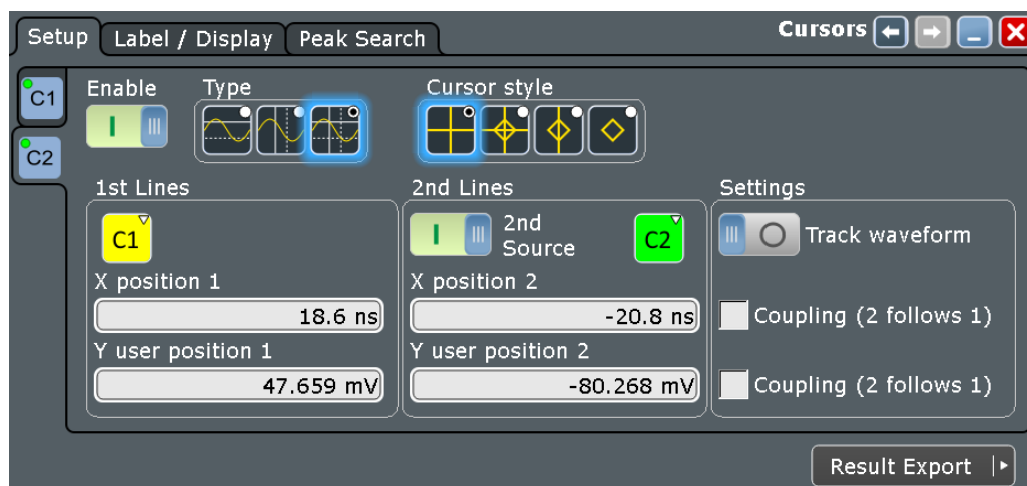 Setup Label / Display Peak Search Cursors
C1 Enable Type Cursor style
C2
1st Lines 2nd Lines Settings
C1 2nd Source C2 Track waveform
X position 1 X position 2
18.6 ns -20.8 ns Coupling (2 follows 1)
Y user position 1 Y user position 2
47.659 mV -80.268 mV Coupling (2 follows 1)
Result Export